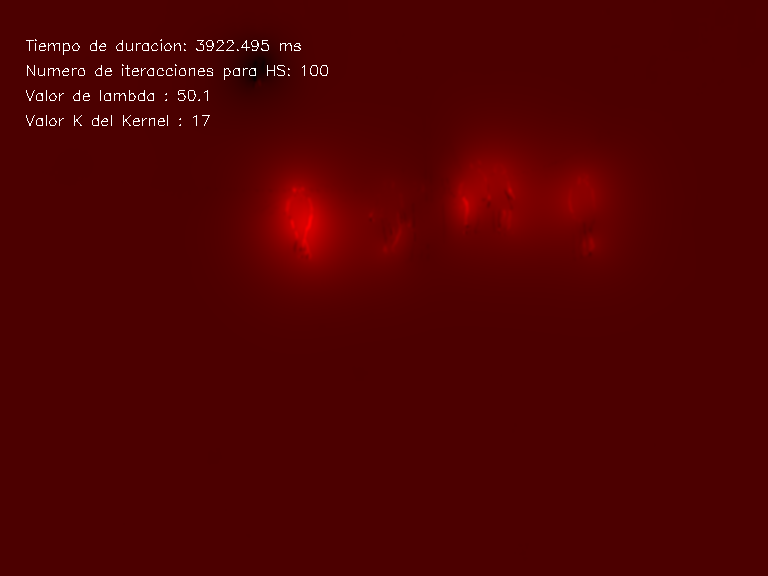 Tiempo de duracion: 3922.495 ms
Numero de iteracciones para HS: 100
Valor de lambda : 50.1
Valor K del Kernel : 17